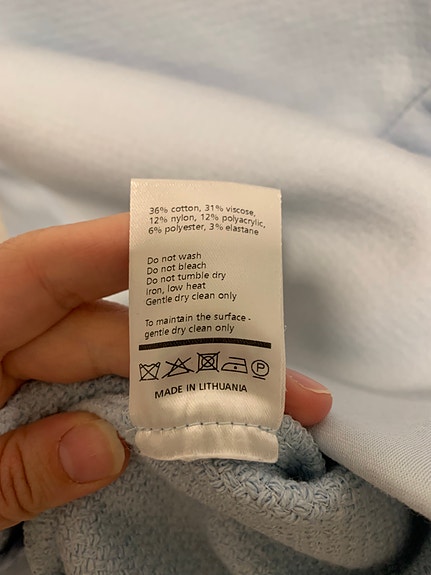 36% cotton, 31% viscose,
12% nylon, 12% polyacrylic,
6% polyester, 3% elastane
Do not wash
Do not bleach
Do not tumble dry
Iron, low heat
Gentle dry clean only
To maintain the surface -
gentle dry clean only
P
MADE IN LITHUANIA